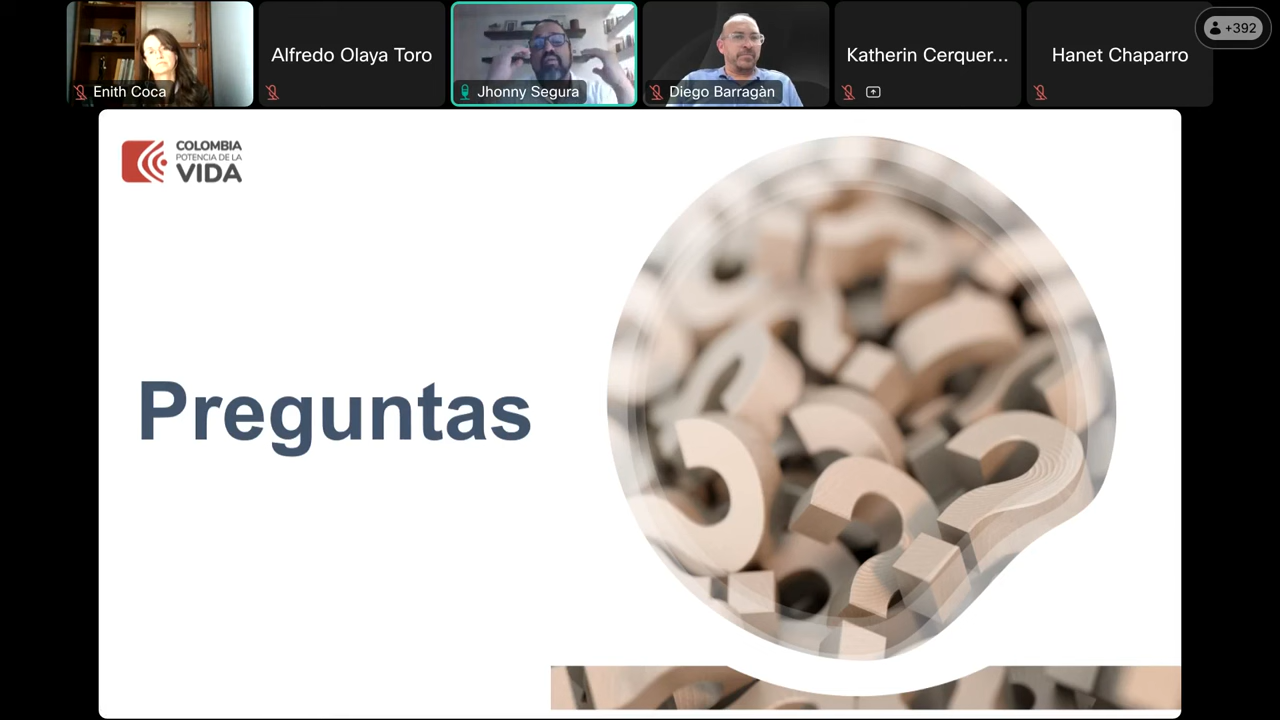 Enith Coca
Alfredo Olaya Toro
Jhonny Segura
Diego Barragàn
Katherin Cerquer...
Hanet Chaparro
+392
COLOMBIA
POTENCIA DE LA
VIDA
Preguntas